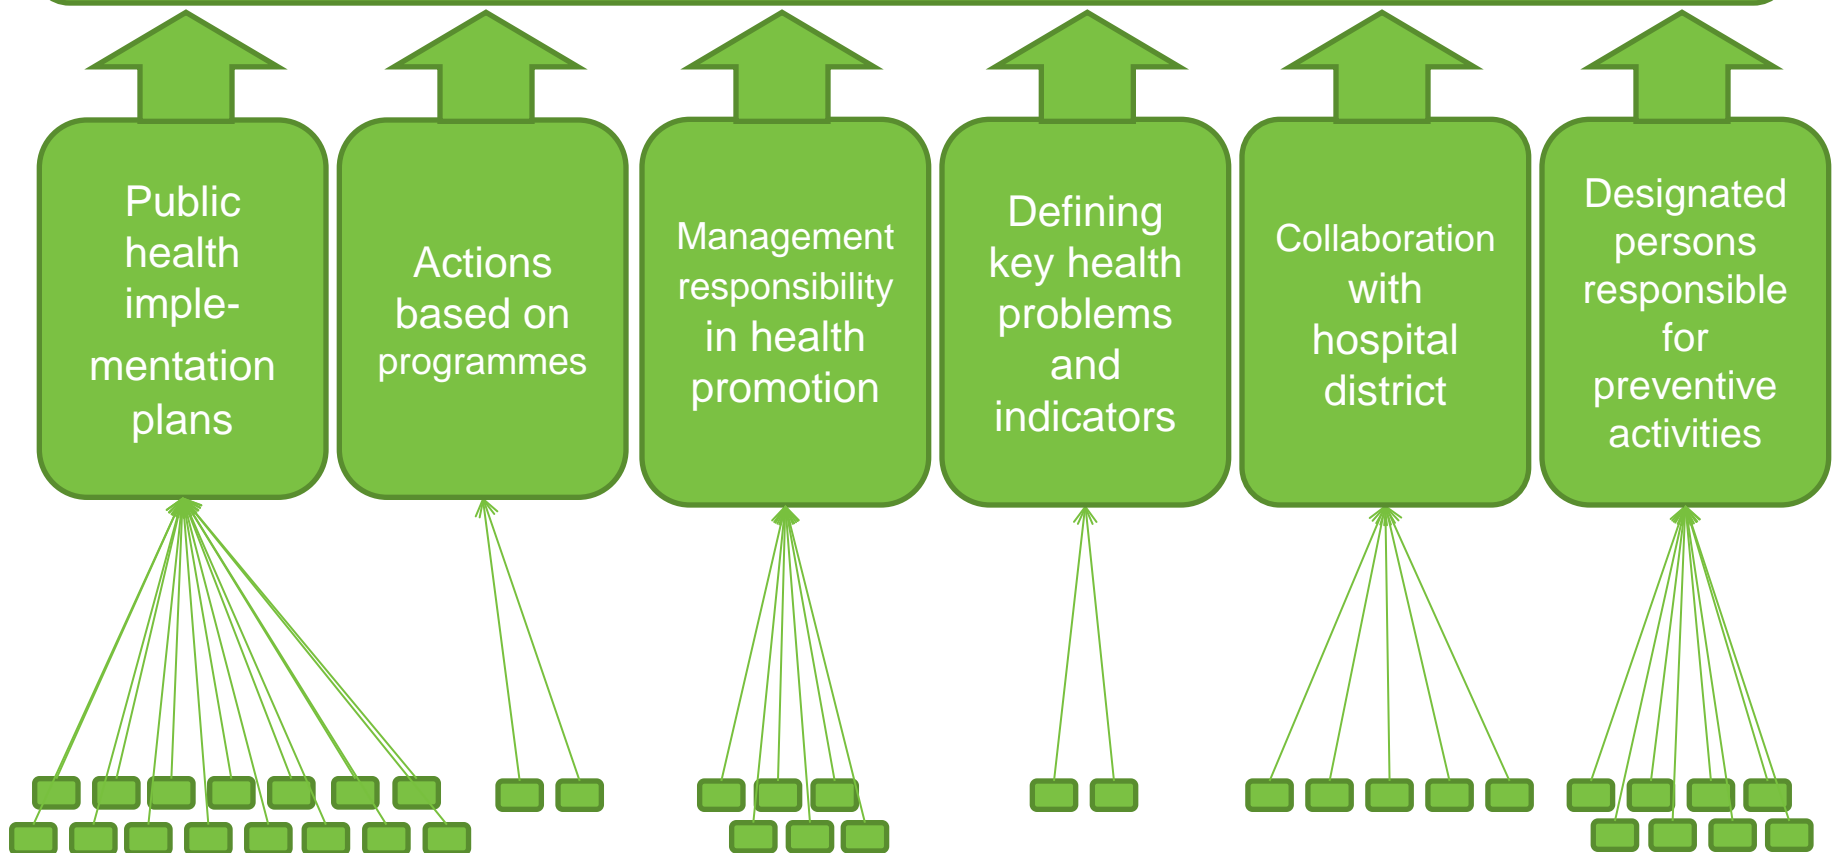 Public
health
imple-
mentation
plans
Actions
based on
programmes
Management
responsibility
in health
promotion
Defining
key health
problems
and
indicators
Collaboration
with
hospital
district
Designated
persons
responsible
for
preventive
activities